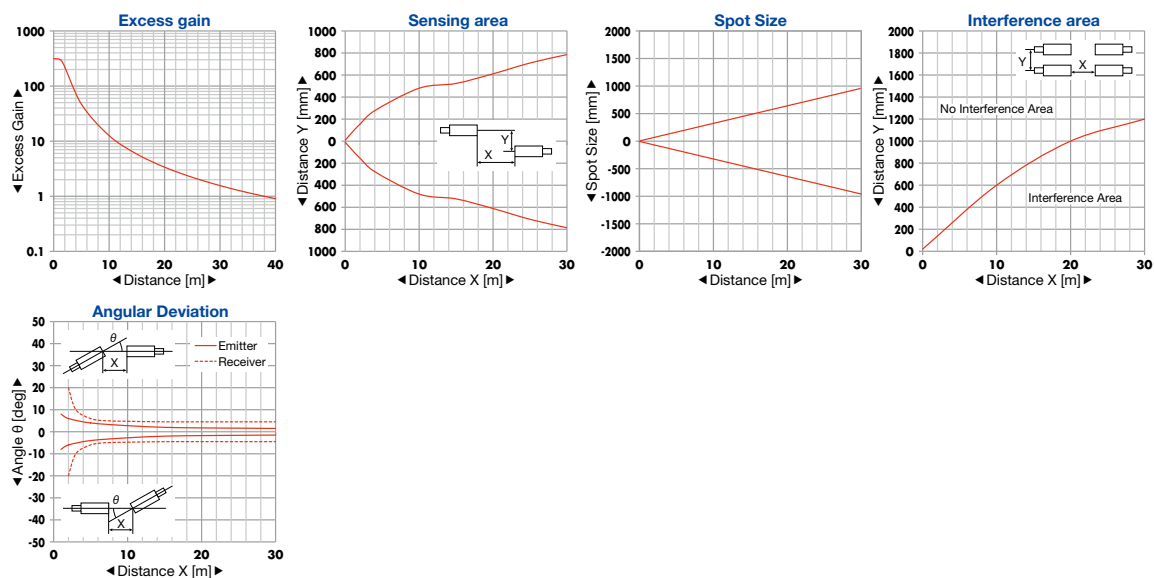 Excess gain
1000
100
10
1
0.1
◄Excess Gain►
0 10 20 30 40
◄Distance [m]►
Sensing area
1000
800
600
400
200
0
200
400
600
800
1000
◄Distance Y [mm]►
Y
X
0 10 20 30
◄Distance X [m]►
Spot Size
2000
1500
1000
500
0
-500
-1000
-1500
-2000
◄Spot Size [mm]►
0 10 20 30
◄Distance X [m]►
Interference area
2000
1800
1600
1400
1200
1000
800
600
400
200
0
◄Distance Y [mm]►
Y X
No Interference Area
Interference Area
0 10 20 30
◄Distance X [m]►
Angular Deviation
50
40
30
20
10
0
-10
-20
-30
-40
-50
◄Angle θ [deg]►
θ
X
Emitter
Receiver
θ
X
0 10 20 30
◄Distance X [m]►